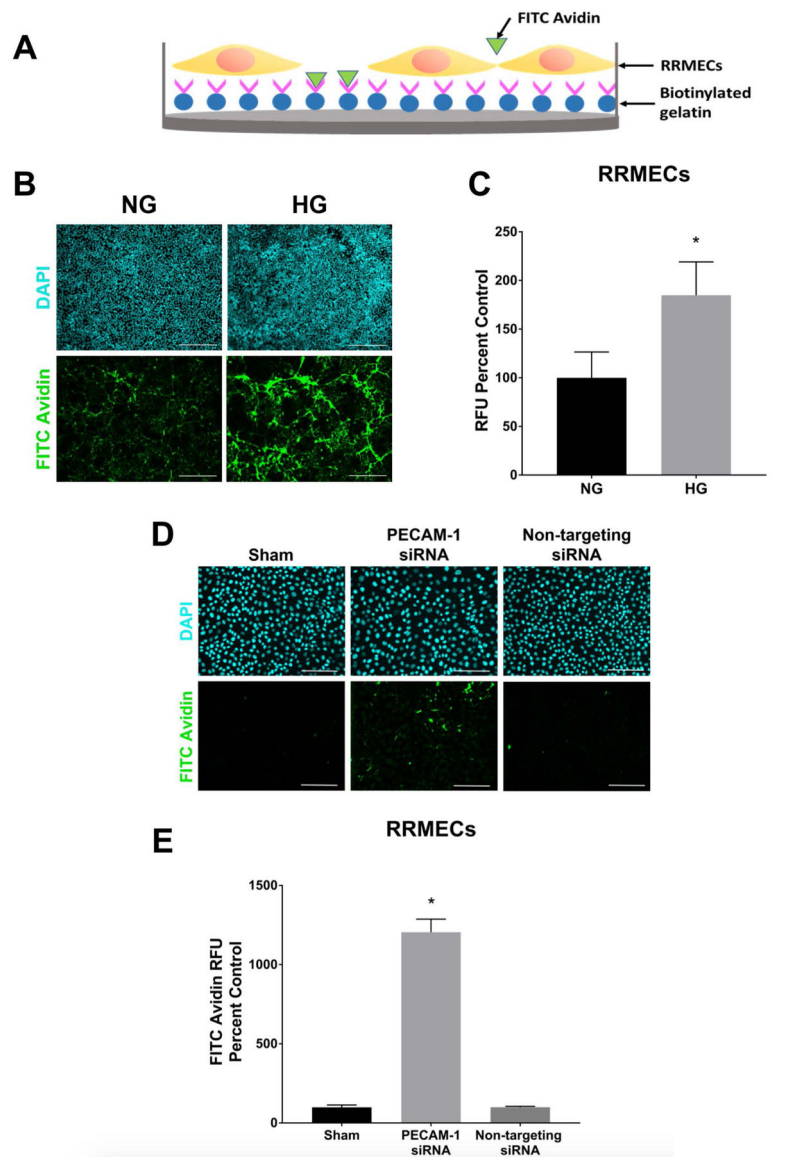 A
FITC Avidin
RRMECs
Biotinylated
gelatin
B
NG
HG
DAPI
FITC Avidin
C
RRMECs
RFU Percent Control
250
200
150
100
50
0
*
NG
HG
D
Sham
PECAM-1
siRNA
Non-targeting
siRNA
DAPI
FITC Avidin
E
RRMECs
FITC Avidin RFU
Percent Control
1500
1000
500
0
*
Sham
PECAM-1
siRNA
Non-targeting
siRNA